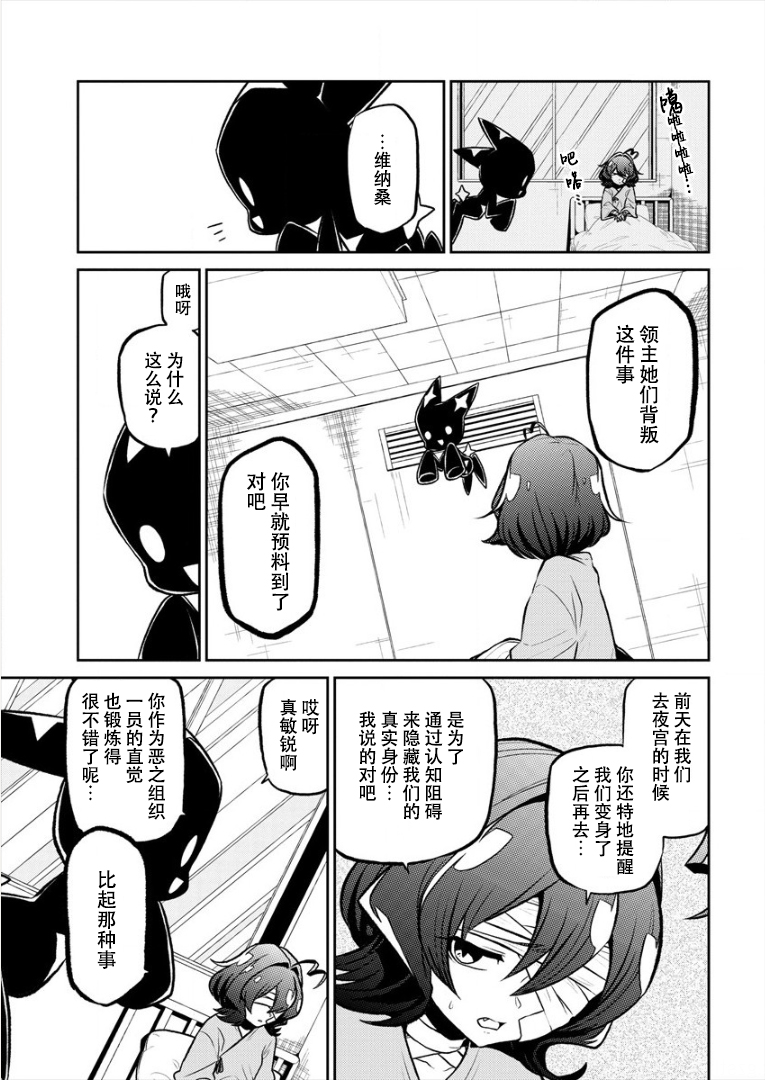 嗡啦啦啦啦…
吧嗒…
…维纳桑
领主她们背叛
这件事
你早就预料到了
对吧
哦呀
为什么
这么说？
前天在我们
去夜宫的时候
你还特地提醒
我们变身了
之后再去…
是为了
通过认知阻碍
来隐藏我们的
真实身份…
我说的对吧
哎呀
真敏锐啊
你作为恶之组织
一员的直觉
也锻炼得
很不错了呢…
比起那种事